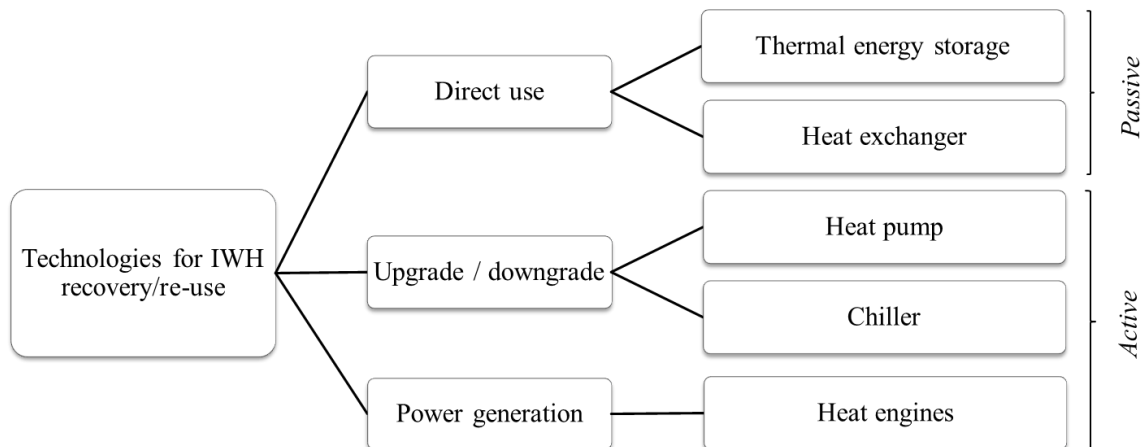 Thermal energy storage
Direct use
Heat exchanger
Passive
Technologies for IWH
recovery/re-use
Upgrade / downgrade
Heat pump
Chiller
Active
Power generation
Heat engines